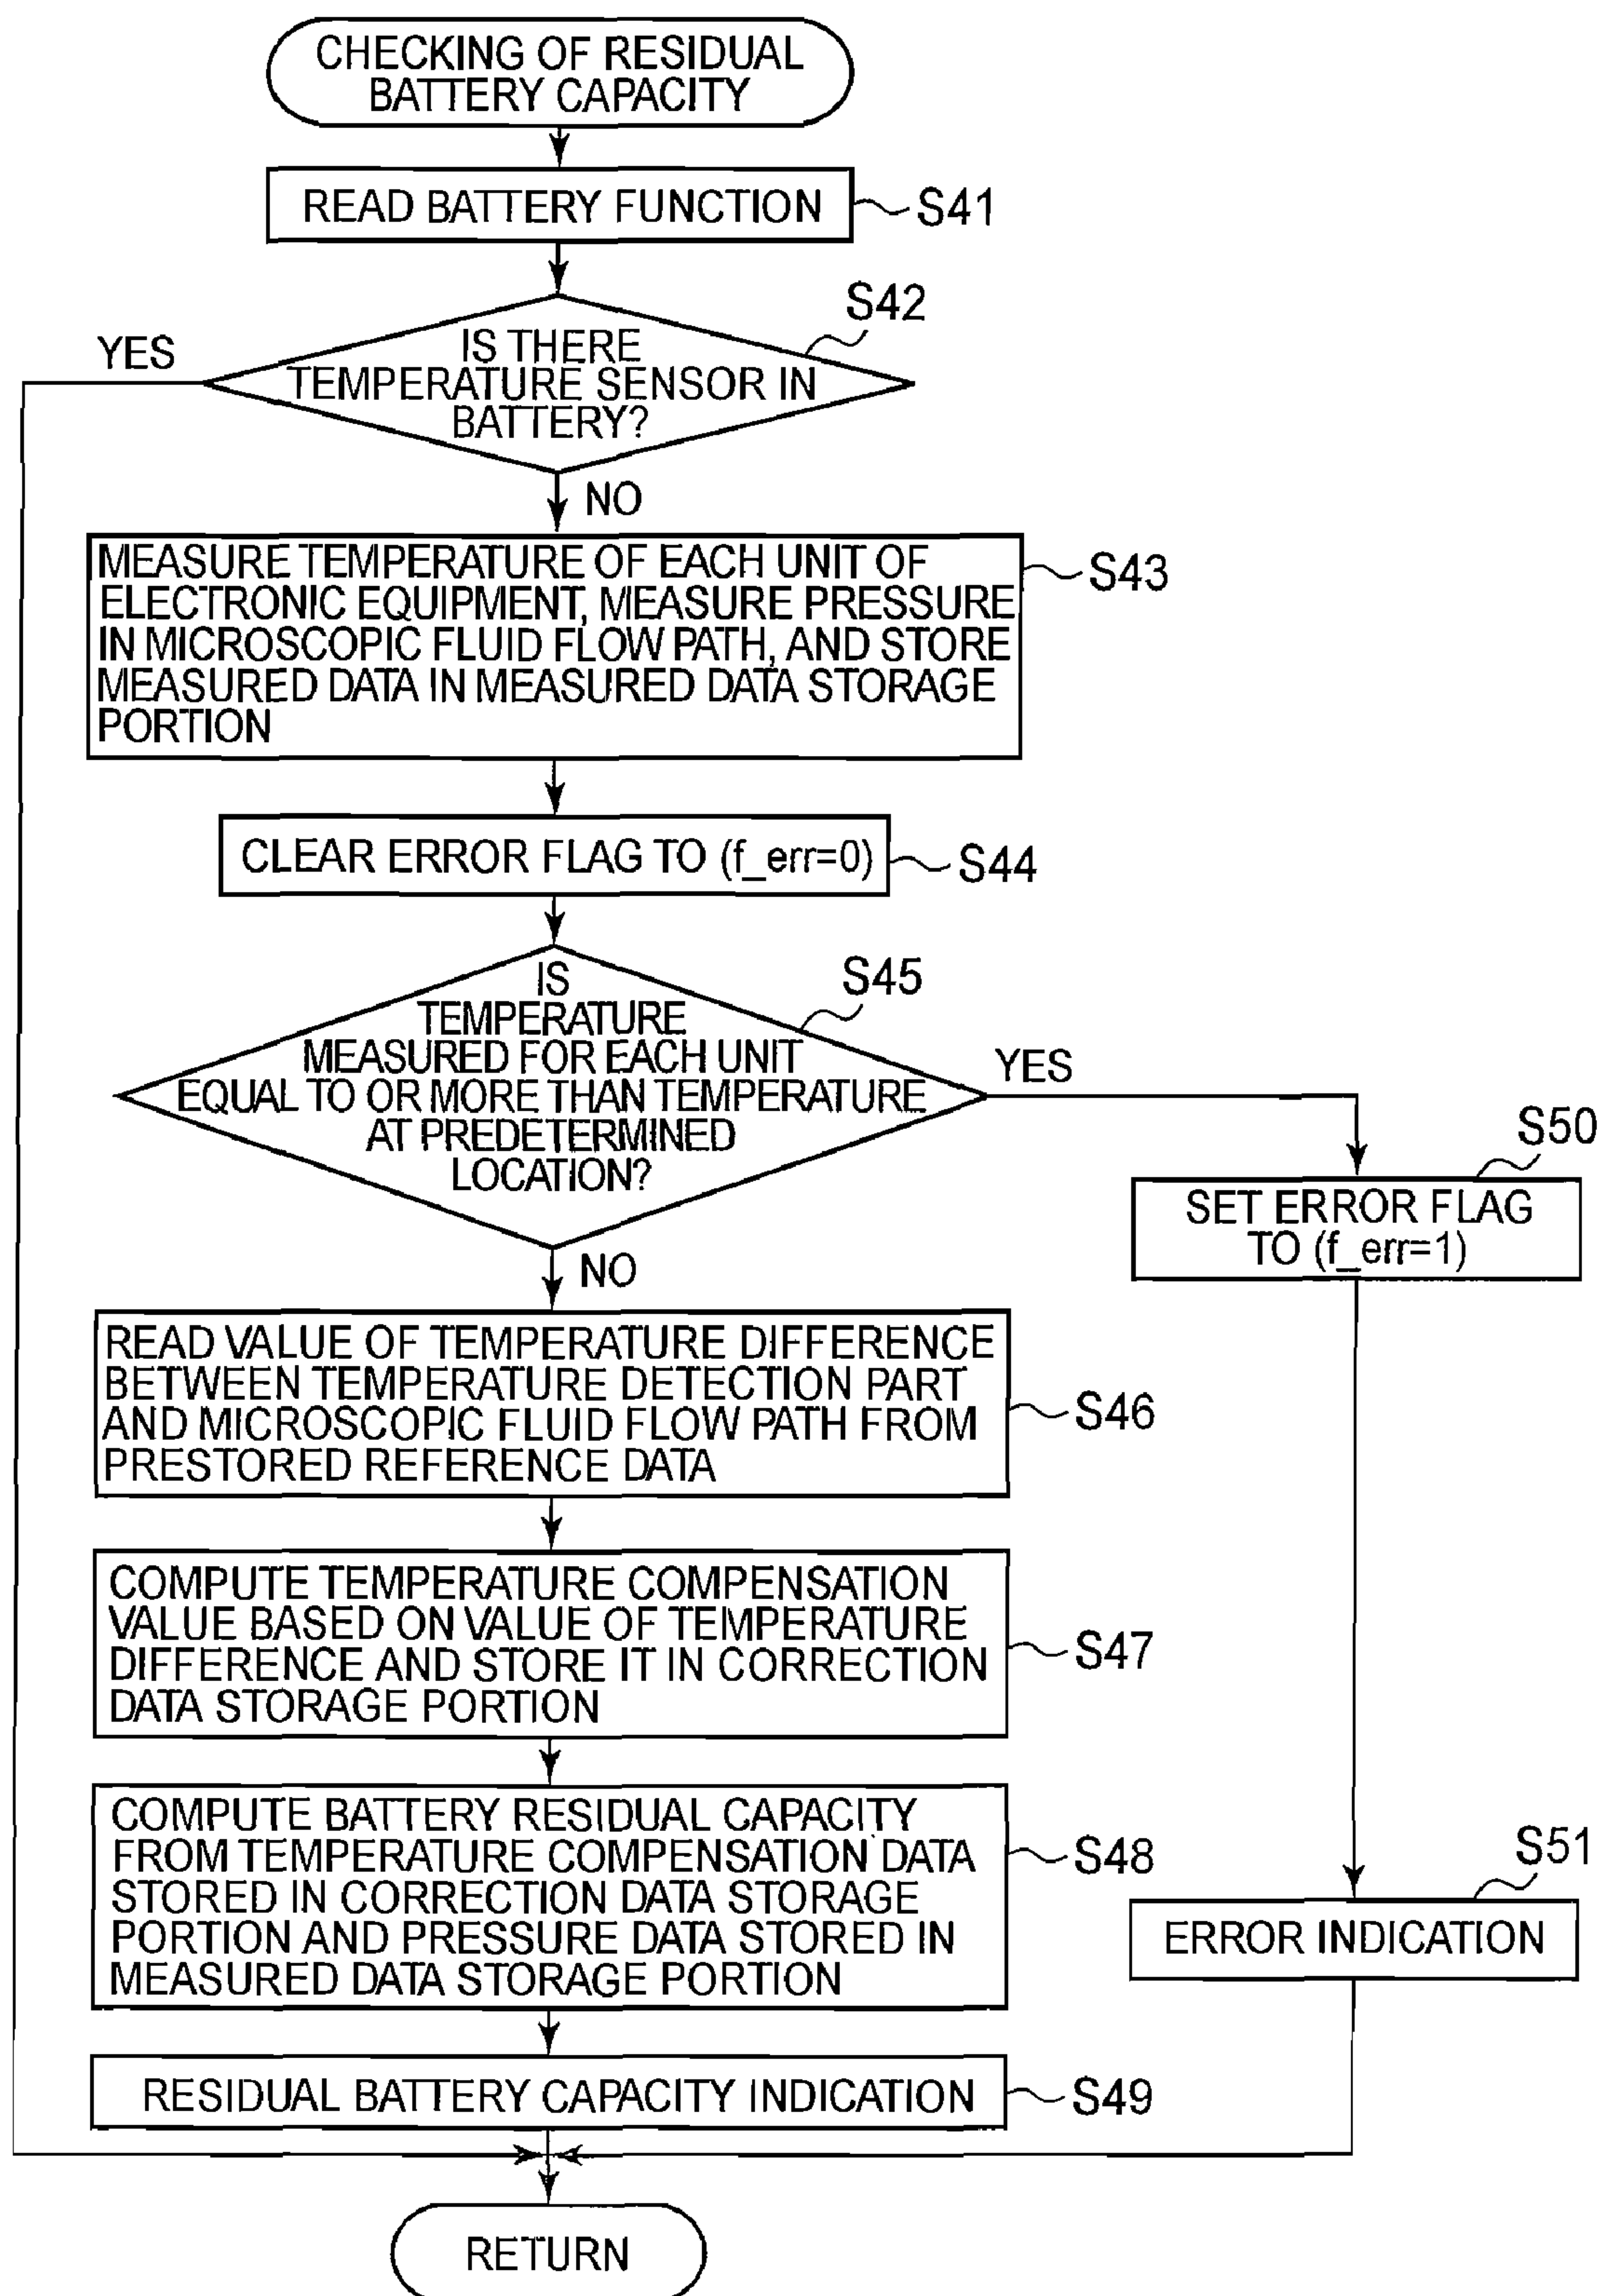 CHECKING OF RESIDUAL
BATTERY CAPACITY
READ BATTERY FUNCTION
S41
S42
IS THERE
TEMPERATURE SENSOR IN
BATTERY?
YES
NO
MEASURE TEMPERATURE OF EACH UNIT OF
ELECTRONIC EQUIPMENT, MEASURE PRESSURE
IN MICROSCOPIC FLUID FLOW PATH, AND STORE
MEASURED DATA IN MEASURED DATA STORAGE
PORTION
S43
CLEAR ERROR FLAG TO (f_err=0)
S44
S45
IS
TEMPERATURE
MEASURED FOR EACH UNIT
EQUAL TO OR MORE THAN TEMPERATURE
AT PREDETERMINED
LOCATION?
YES
NO
S50
SET ERROR FLAG
TO (f_err=1)
READ VALUE OF TEMPERATURE DIFFERENCE
BETWEEN TEMPERATURE DETECTION PART
AND MICROSCOPIC FLUID FLOW PATH FROM
PRESTORED REFERENCE DATA
S46
COMPUTE TEMPERATURE COMPENSATION
VALUE BASED ON VALUE OF TEMPERATURE
DIFFERENCE AND STORE IT IN CORRECTION
DATA STORAGE PORTION
S47
COMPUTE BATTERY RESIDUAL CAPACITY
FROM TEMPERATURE COMPENSATION DATA
STORED IN CORRECTION DATA STORAGE
PORTION AND PRESSURE DATA STORED IN
MEASURED DATA STORAGE PORTION
S48
S51
ERROR INDICATION
RESIDUAL BATTERY CAPACITY INDICATION
S49
RETURN